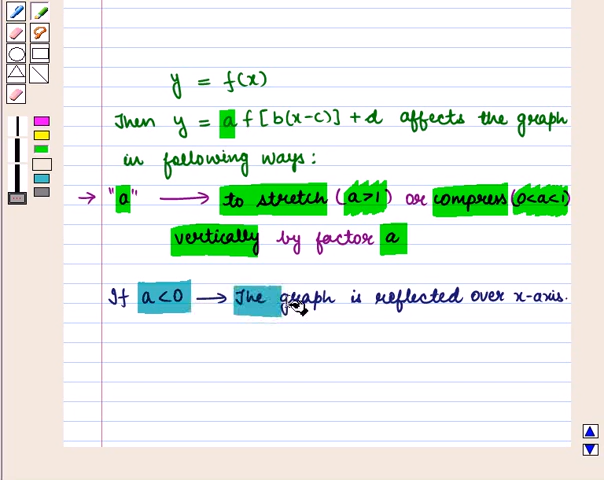 y = f(x)
Then y = a f[b(x-c)] + d affects the graph
in following ways:
→ "a" → to stretch (a>1) or compress (0<a<1)
vertically by factor a
If a<0 → The graph is reflected over x-axis.